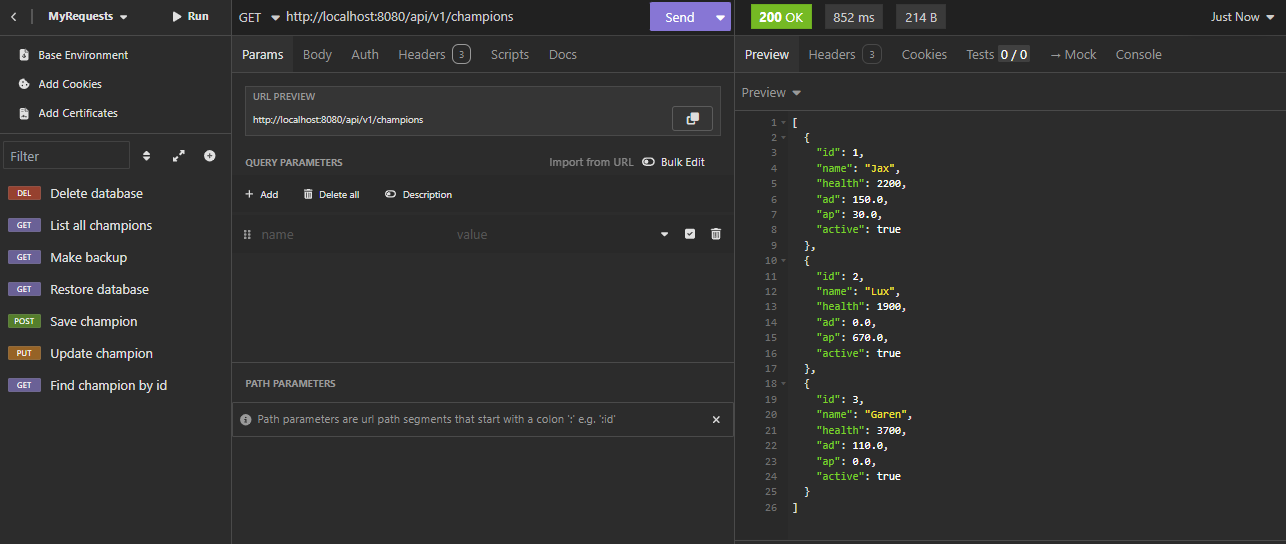 MyRequests
Run
Base Environment
Add Cookies
Add Certificates
Filter
DEL Delete database
GET List all champions
GET Make backup
GET Restore database
POST Save champion
PUT Update champion
GET Find champion by id
GET http://localhost:8080/api/v1/champions Send
Params Body Auth Headers 3 Scripts Docs
URL PREVIEW
http://localhost:8080/api/v1/champions
QUERY PARAMETERS Import from URL Bulk Edit
+ Add Delete all Description
name value
PATH PARAMETERS
Path parameters are url path segments that start with a colon ':' e.g. ':id'
200 OK 852 ms 214 B Just Now
Preview Headers 3 Cookies Tests 0 / 0 → Mock Console
Preview
1 [
2 {
3 "id": 1,
4 "name": "Jax",
5 "health": 2200,
6 "ad": 150.0,
7 "ap": 30.0,
8 "active": true
9 },
10 {
11 "id": 2,
12 "name": "Lux",
13 "health": 1900,
14 "ad": 0.0,
15 "ap": 670.0,
16 "active": true
17 },
18 {
19 "id": 3,
20 "name": "Garen",
21 "health": 3700,
22 "ad": 110.0,
23 "ap": 0.0,
24 "active": true
25 }
26 ]